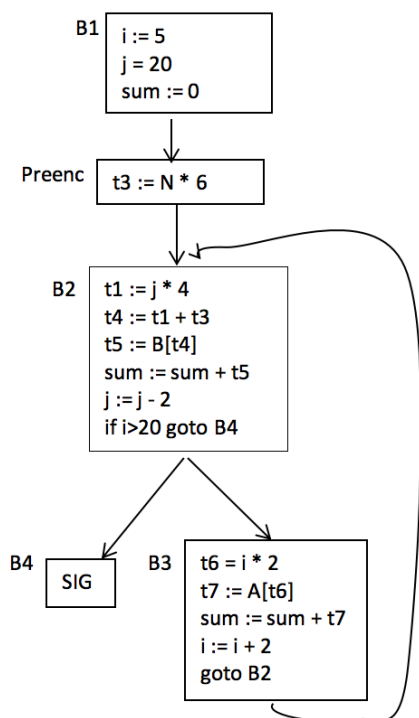 B1
i := 5
j = 20
sum := 0
Preenc
t3 := N * 6
B2
t1 := j * 4
t4 := t1 + t3
t5 := B[t4]
sum := sum + t5
j := j - 2
if i>20 goto B4
B4
SIG
B3
t6 = i * 2
t7 := A[t6]
sum := sum + t7
i := i + 2
goto B2